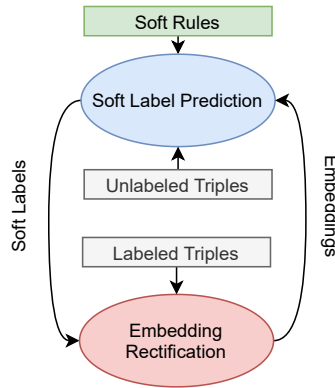 Soft Rules
Soft Label Prediction
Soft Labels
Embeddings
Unlabeled Triples
Labeled Triples
Embedding
Rectification